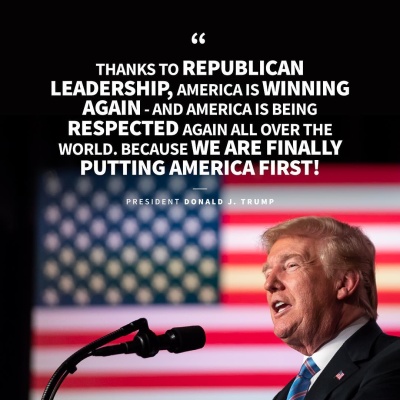 “
THANKS TO REPUBLICAN
LEADERSHIP, AMERICA IS WINNING
AGAIN - AND AMERICA IS BEING
RESPECTED AGAIN ALL OVER THE
WORLD. BECAUSE WE ARE FINALLY
PUTTING AMERICA FIRST!
PRESIDENT DONALD J. TRUMP